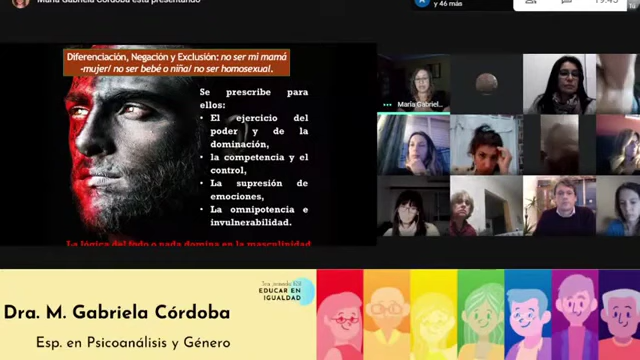 María Gabriela Córdoba está presentando
y 46 más
19:45
Diferenciación, Negación y Exclusión: no ser mi mamá
-mujer/ no ser bebé o niña/ no ser homosexual.
Se prescribe para
ellos:
• El ejercicio del
poder y de la
dominación,
• la competencia y el
control,
• La supresión de
emociones,
• La omnipotencia e
invulnerabilidad.
La lógica del todo o nada domina en la masculinidad
María Gabriel...
EDUCAR EN
IGUALDAD
Dra. M. Gabriela Córdoba
Esp. en Psicoanálisis y Género